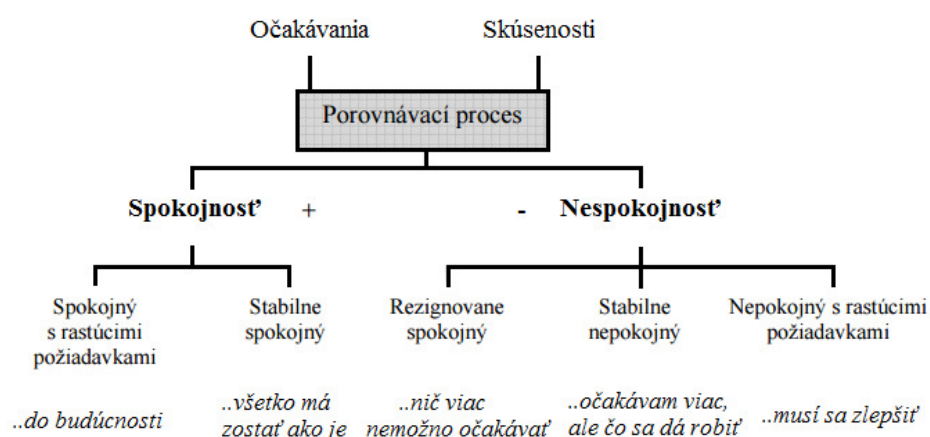 Očakávania
Skúsenosti
Porovnávací proces
Spokojnosť +
- Nespokojnosť
Spokojný
s rastúcimi
požiadavkami
Stabilne
spokojný
Rezignovane
spokojný
Stabilne
nepokojný
Nepokojný s rastúcimi
požiadavkami
..do budúcnosti
..všetko má
zostať ako je
..nič viac
nemožno očakávať
..očakávam viac,
ale čo sa dá robiť
..musí sa zlepšiť